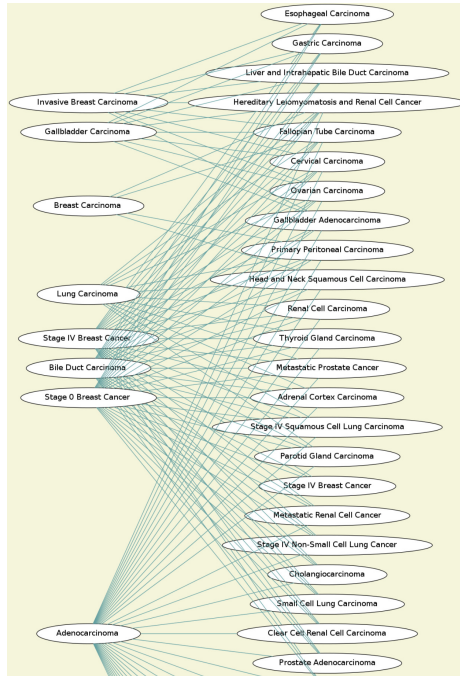 Esophageal Carcinoma
Gastric Carcinoma
Liver and Intrahepatic Bile Duct Carcinoma
Invasive Breast Carcinoma
Hereditary Leiomyomatosis and Renal Cell Cancer
Gallbladder Carcinoma
Fallopian Tube Carcinoma
Cervical Carcinoma
Ovarian Carcinoma
Breast Carcinoma
Gallbladder Adenocarcinoma
Primary Peritoneal Carcinoma
Head and Neck Squamous Cell Carcinoma
Lung Carcinoma
Renal Cell Carcinoma
Stage IV Breast Cancer
Thyroid Gland Carcinoma
Bile Duct Carcinoma
Metastatic Prostate Cancer
Stage 0 Breast Cancer
Adrenal Cortex Carcinoma
Stage IV Squamous Cell Lung Carcinoma
Parotid Gland Carcinoma
Stage IV Breast Cancer
Metastatic Renal Cell Cancer
Stage IV Non-Small Cell Lung Cancer
Cholangiocarcinoma
Small Cell Lung Carcinoma
Adenocarcinoma
Clear Cell Renal Cell Carcinoma
Prostate Adenocarcinoma